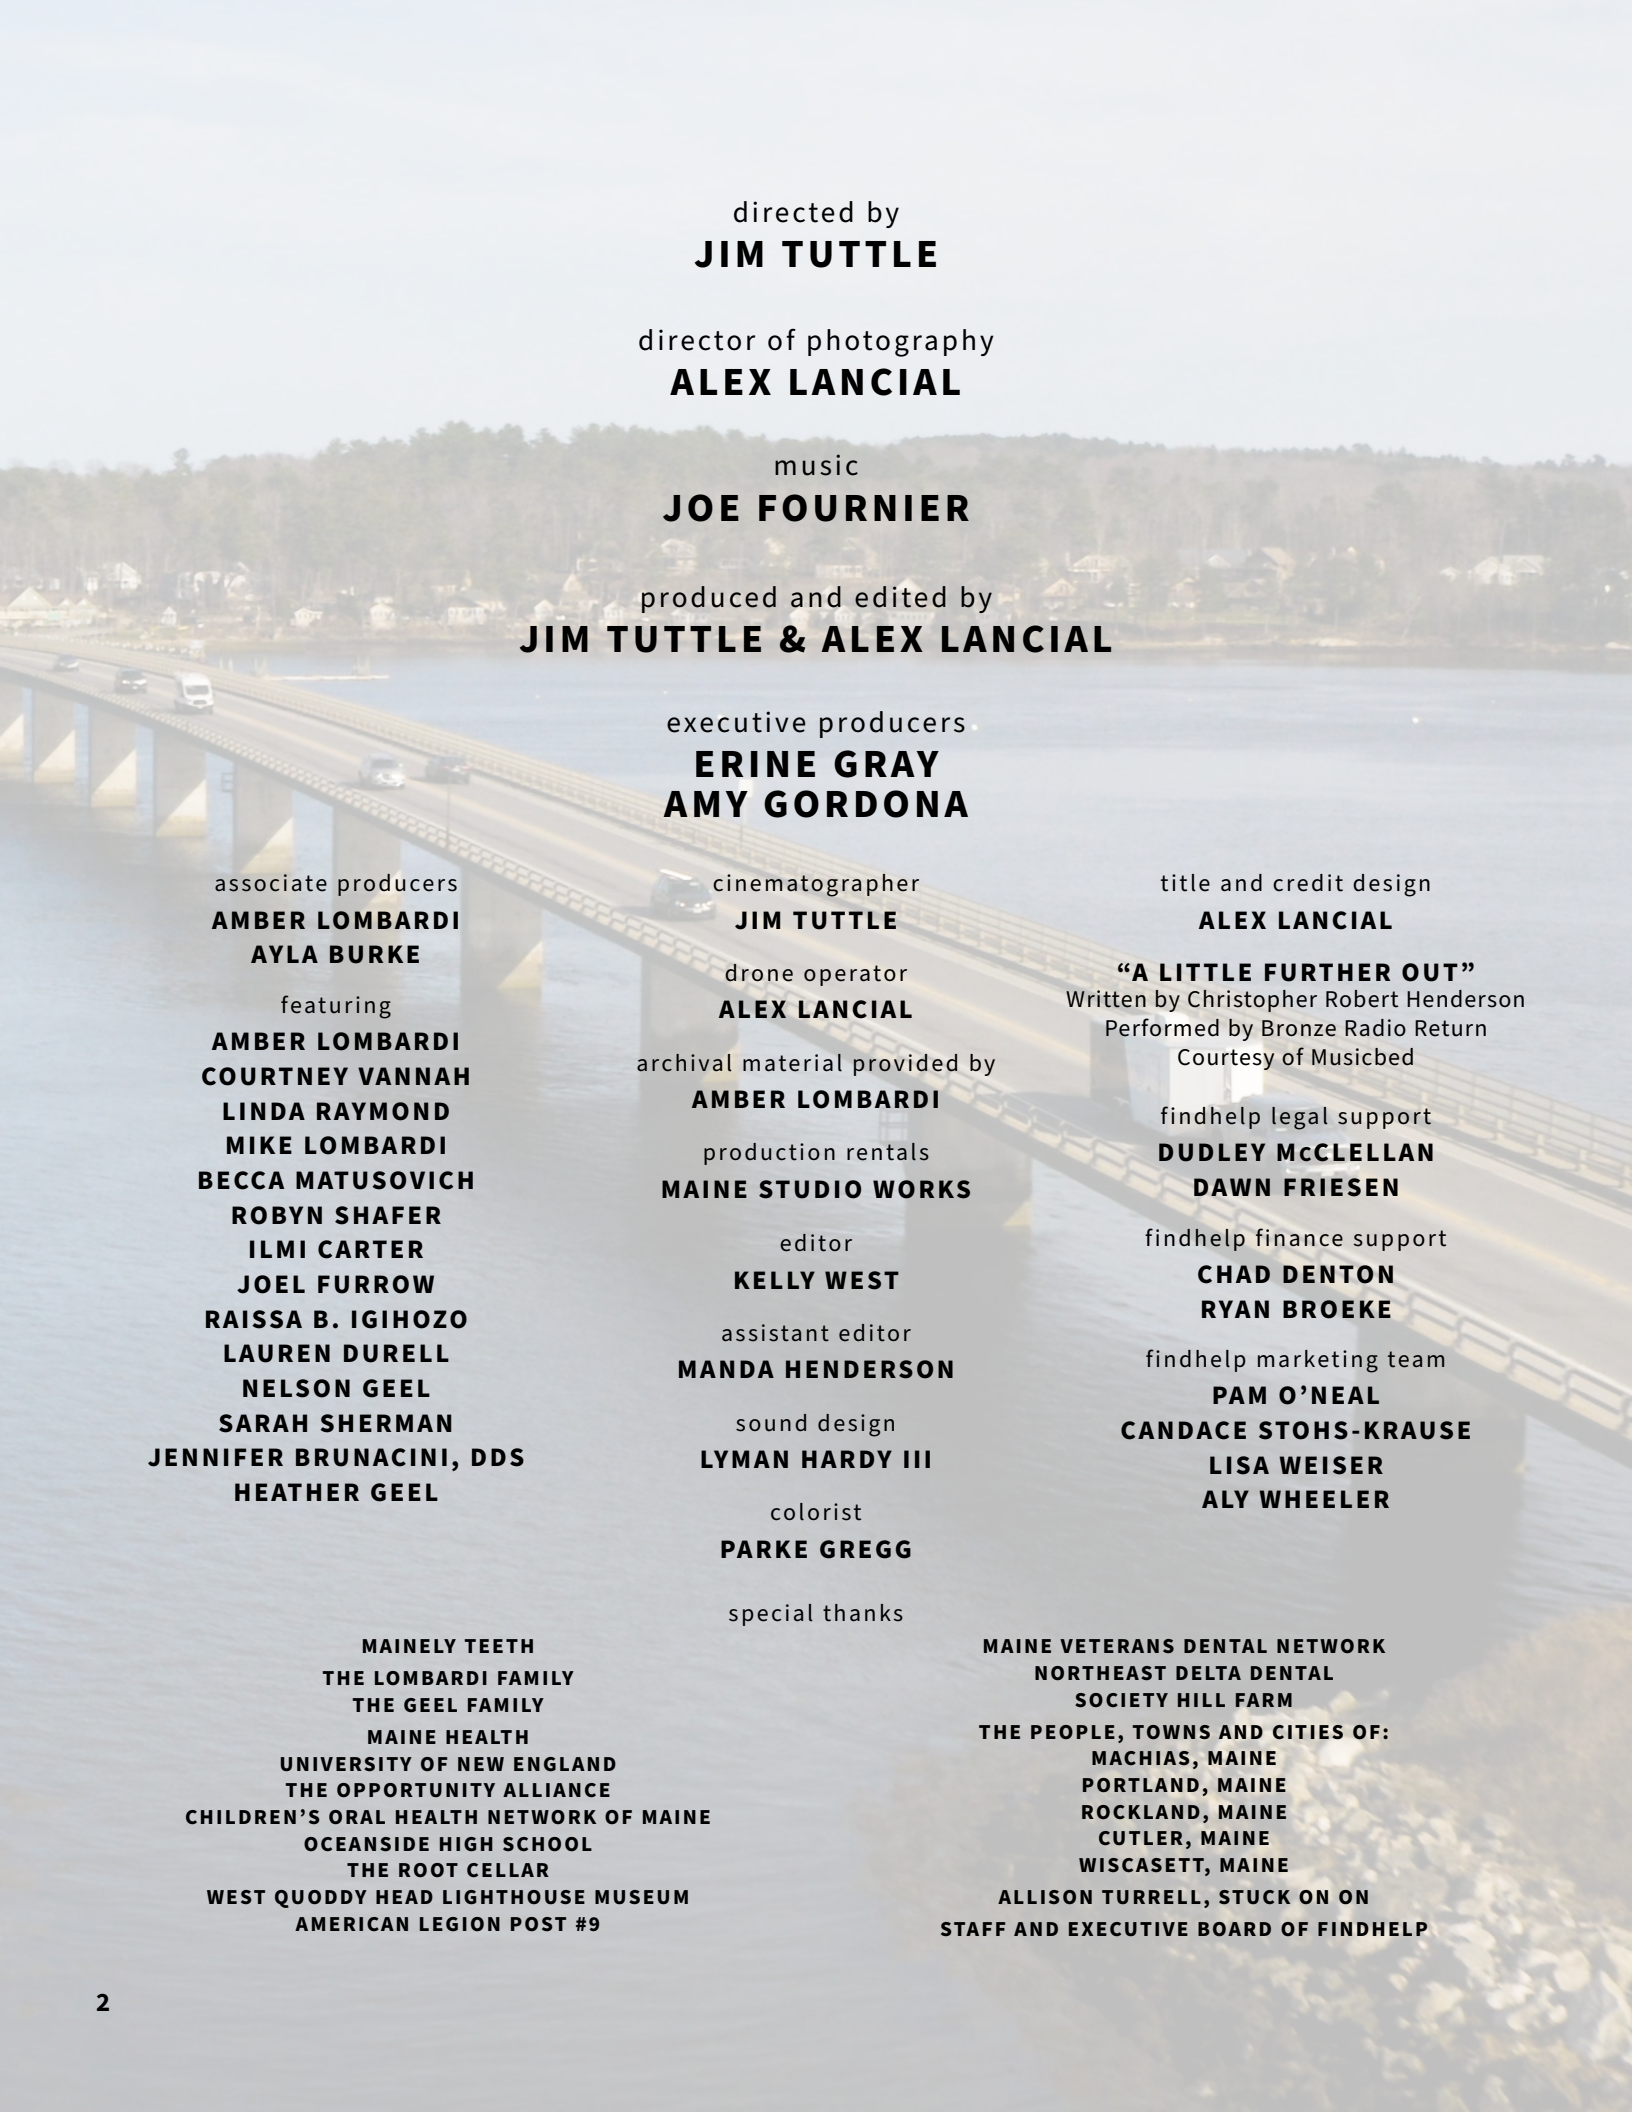 directed by
JIM TUTTLE
director of photography
ALEX LANCIAL
music
JOE FOURNIER
produced and edited by
JIM TUTTLE & ALEX LANCIAL
executive producers
ERINE GRAY
AMY GORDONA
associate producers
AMBER LOMBARDI
AYLA BURKE
featuring
AMBER LOMBARDI
COURTNEY VANNAH
LINDA RAYMOND
MIKE LOMBARDI
BECCA MATUSOVICH
ROBYN SHAFER
ILMI CARTER
JOEL FURROW
RAISSA B. IGIHOZO
LAUREN DURELL
NELSON GEEL
SARAH SHERMAN
JENNIFER BRUNACINI, DDS
HEATHER GEEL
cinematographer
JIM TUTTLE
drone operator
ALEX LANCIAL
archival material provided by
AMBER LOMBARDI
production rentals
MAINE STUDIO WORKS
editor
KELLY WEST
assistant editor
MANDA HENDERSON
sound design
LYMAN HARDY III
colorist
PARKE GREGG
title and credit design
ALEX LANCIAL
“A LITTLE FURTHER OUT”
Written by Christopher Robert Henderson
Performed by Bronze Radio Return
Courtesy of Musicbed
findhelp legal support
DUDLEY McCLELLAN
DAWN FRIESEN
findhelp finance support
CHAD DENTON
RYAN BROEKE
findhelp marketing team
PAM O’NEAL
CANDACE STOHS-KRAUSE
LISA WEISER
ALY WHEELER
special thanks
MAINELY TEETH
THE LOMBARDI FAMILY
THE GEEL FAMILY
MAINE HEALTH
UNIVERSITY OF NEW ENGLAND
THE OPPORTUNITY ALLIANCE
CHILDREN’S ORAL HEALTH NETWORK OF MAINE
OCEANSIDE HIGH SCHOOL
THE ROOT CELLAR
WEST QUODDY HEAD LIGHTHOUSE MUSEUM
AMERICAN LEGION POST #9
MAINE VETERANS DENTAL NETWORK
NORTHEAST DELTA DENTAL
SOCIETY HILL FARM
THE PEOPLE, TOWNS AND CITIES OF:
MACHIAS, MAINE
PORTLAND, MAINE
ROCKLAND, MAINE
CUTLER, MAINE
WISCASETT, MAINE
ALLISON TURRELL, STUCK ON ON
STAFF AND EXECUTIVE BOARD OF FINDHELP
2